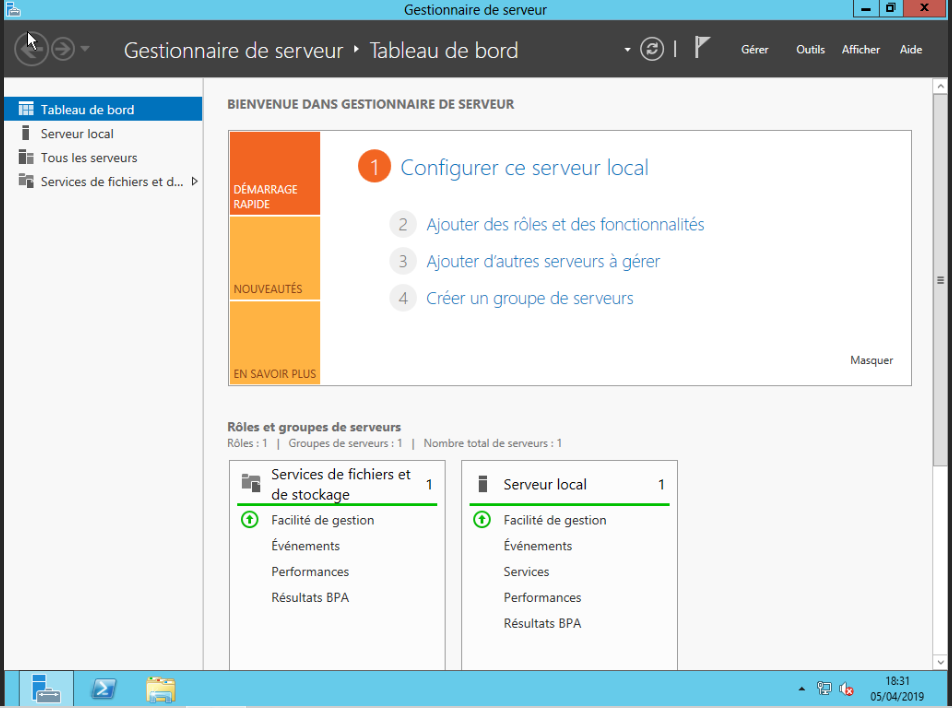 Gestionnaire de serveur
Gestionnaire de serveur ‣ Tableau de bord
Gérer Outils Afficher Aide
Tableau de bord
Serveur local
Tous les serveurs
Services de fichiers et d...
BIENVENUE DANS GESTIONNAIRE DE SERVEUR
DÉMARRAGE
RAPIDE
NOUVEAUTÉS
EN SAVOIR PLUS
1 Configurer ce serveur local
2 Ajouter des rôles et des fonctionnalités
3 Ajouter d'autres serveurs à gérer
4 Créer un groupe de serveurs
Masquer
Rôles et groupes de serveurs
Rôles : 1 | Groupes de serveurs : 1 | Nombre total de serveurs : 1
Services de fichiers et
de stockage 1
Facilité de gestion
Événements
Performances
Résultats BPA
Serveur local 1
Facilité de gestion
Événements
Services
Performances
Résultats BPA
18:31
05/04/2019